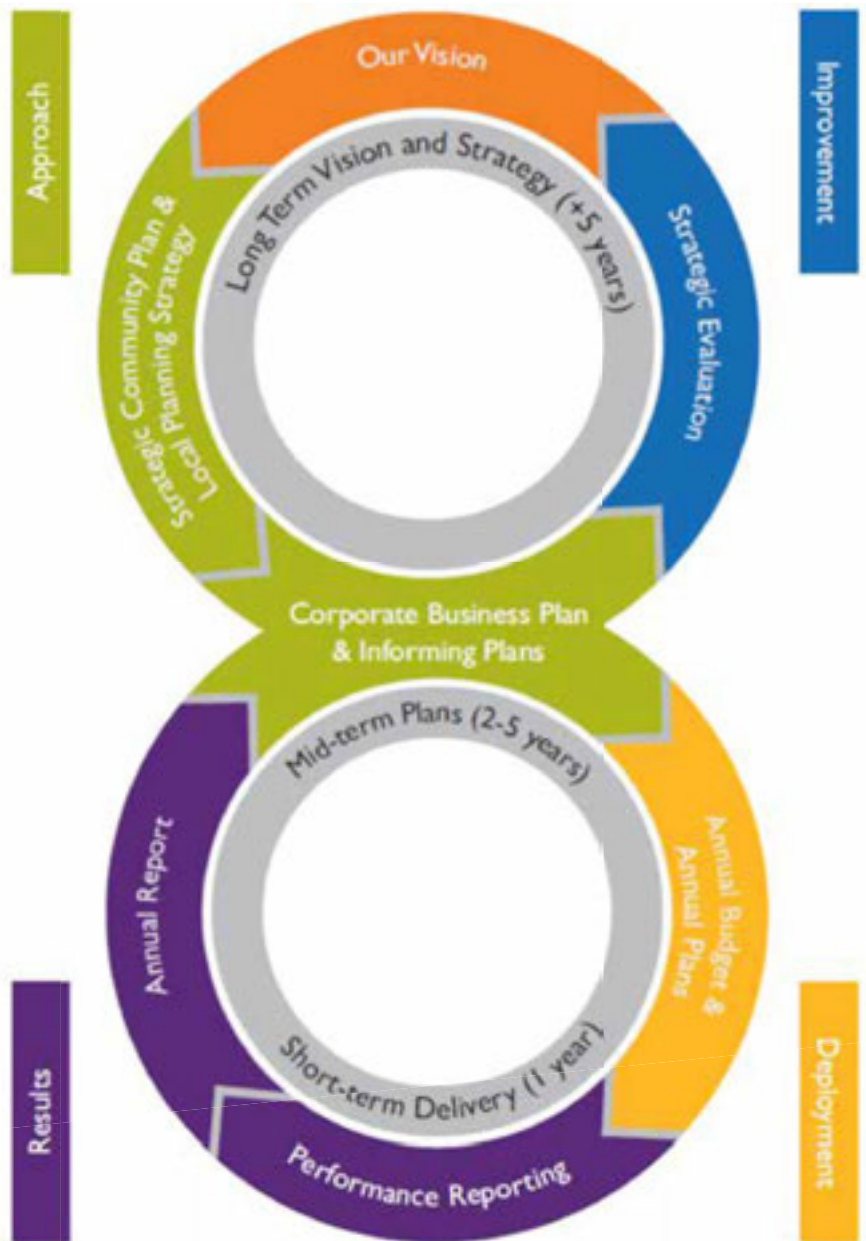 Approach
Improvement
Our Vision
Long Term Vision and Strategy (+5 years)
Strategic Community Plan &
Local Planning Strategy
Strategic Evaluation
Corporate Business Plan
& Informing Plans
Mid-term Plans (2-5 years)
Annual Report
Annual Budget &
Annual Plans
Short-term Delivery (1 year)
Performance Reporting
Results
Deployment